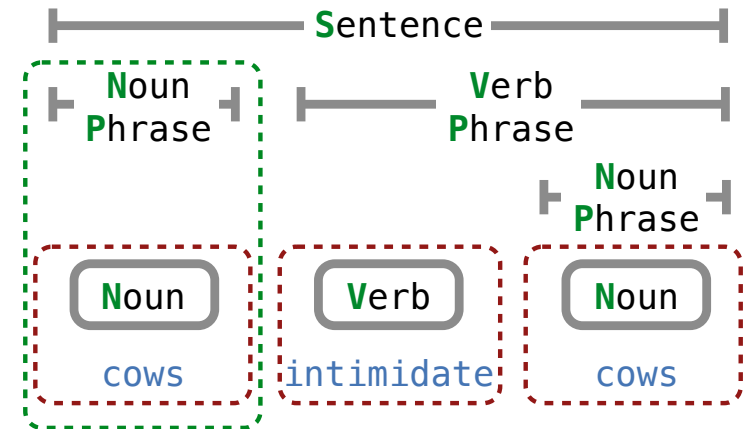 Sentence
Noun
Phrase
Verb
Phrase
Noun
Phrase
Noun
Verb
Noun
cows
intimidate
cows